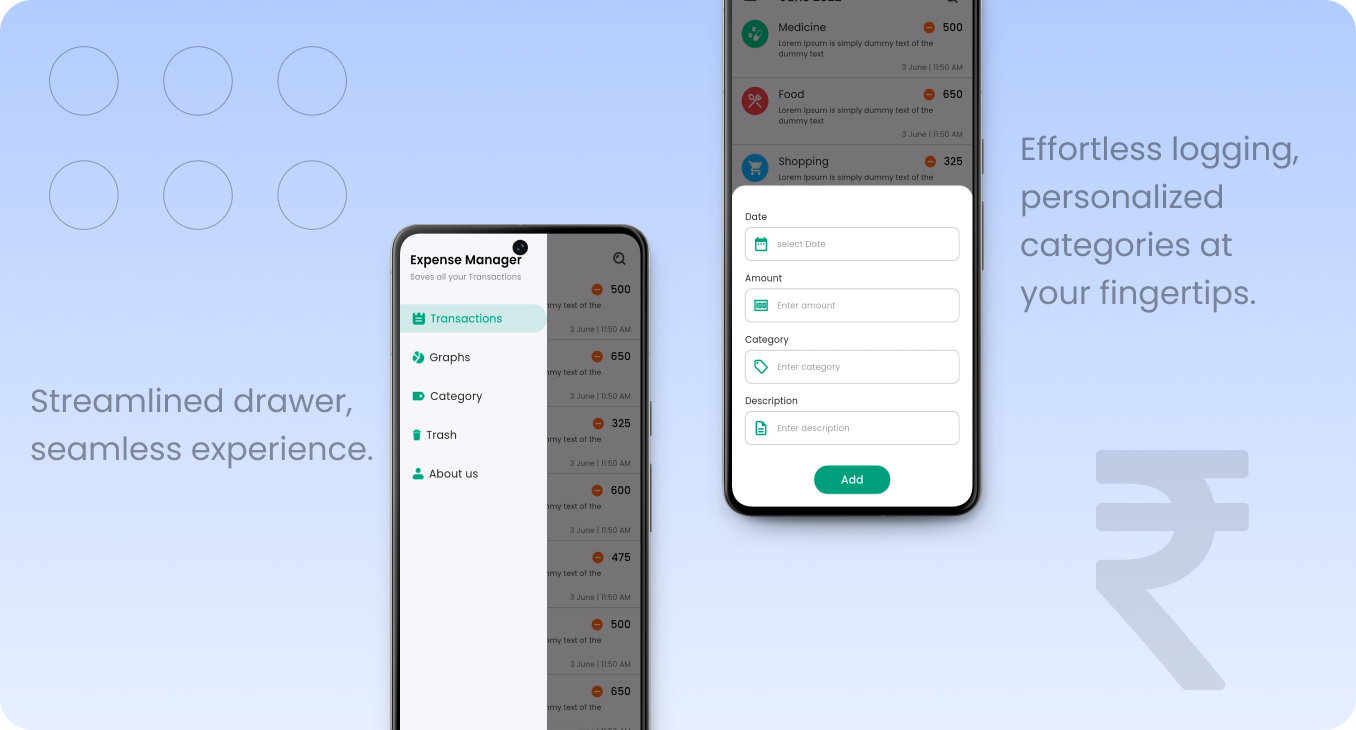 Streamlined drawer,
seamless experience.
Expense Manager
Saves all your Transactions
Transactions
Graphs
Category
Trash
About us
500
my text of the
3 June | 11:50 AM
650
my text of the
3 June | 11:50 AM
325
my text of the
3 June | 11:50 AM
600
my text of the
3 June | 11:50 AM
475
my text of the
3 June | 11:50 AM
500
my text of the
3 June | 11:50 AM
650
my text of the
Medicine
500
Lorem Ipsum is simply dummy text of the
dummy text
3 June | 11:50 AM
Food
650
Lorem Ipsum is simply dummy text of the
dummy text
3 June | 11:50 AM
Shopping
325
Lorem Ipsum is simply dummy text of the
Date
select Date
Amount
Enter amount
Category
Enter category
Description
Enter description
Add
Effortless logging,
personalized
categories at
your fingertips.
₹